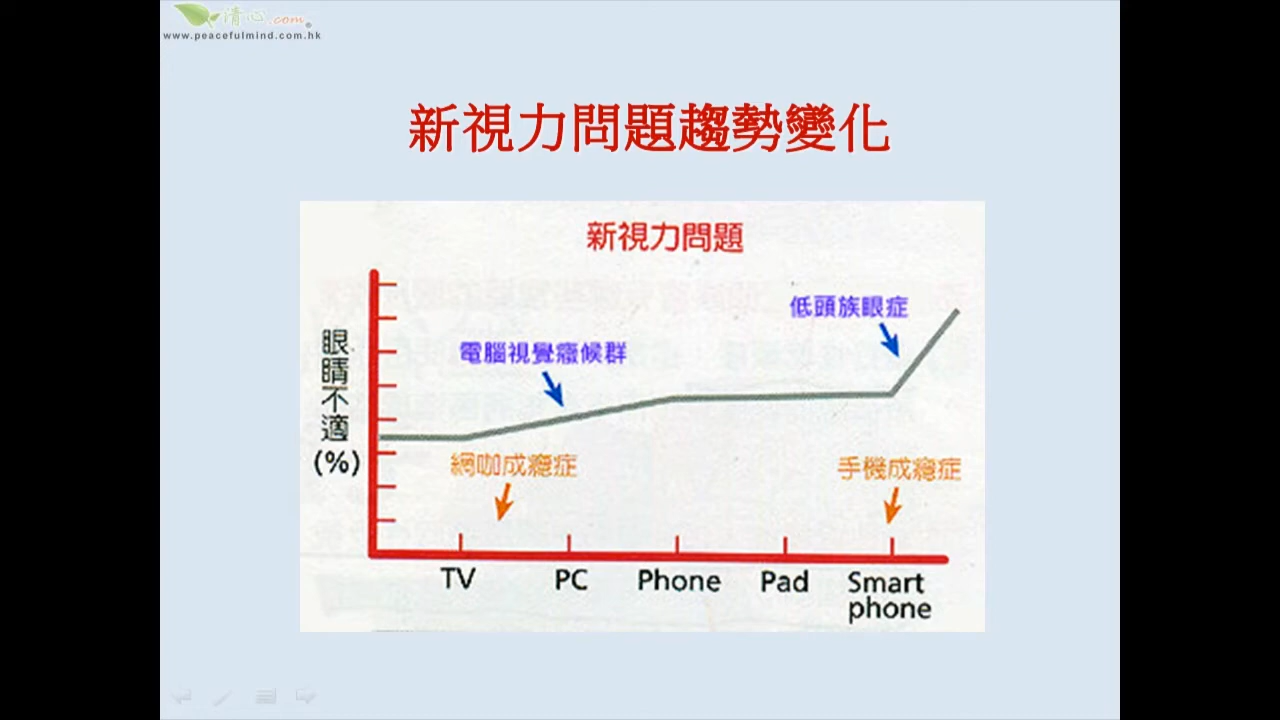 清心.com®
www.peacefulmind.com.hk
新視力問題趨勢變化
新視力問題
低頭族眼症
電腦視覺癥候群
眼睛不適
(%)
網咖成癮症
手機成癮症
TV
PC
Phone
Pad
Smart
phone